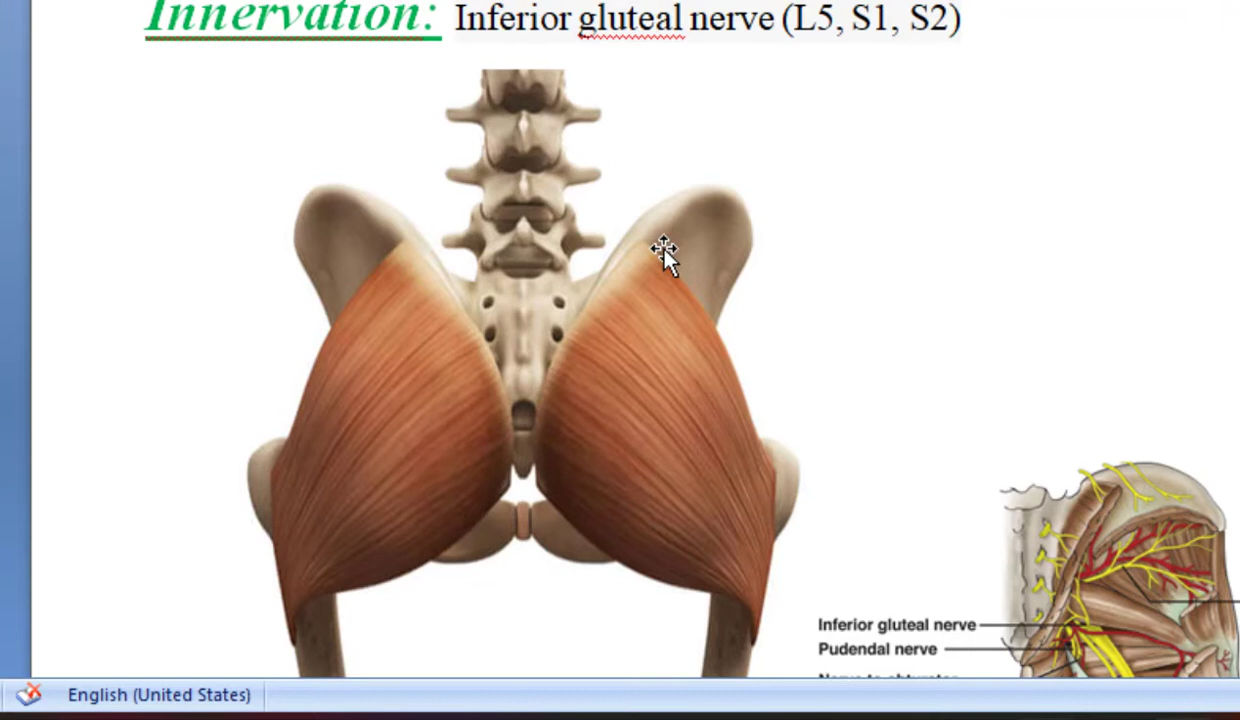 Innervation: Inferior gluteal nerve (L5, S1, S2)
Inferior gluteal nerve
Pudendal nerve
English (United States)